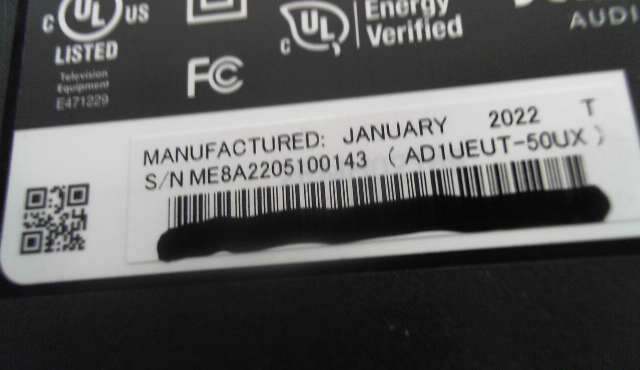 C UL US
LISTED
Television
Equipment
E471229
FC
C UL
Energy
Verified
AUDI
MANUFACTURED: JANUARY 2022 T
S/N ME8A2205100143 ( AD1UEUT-50UX )